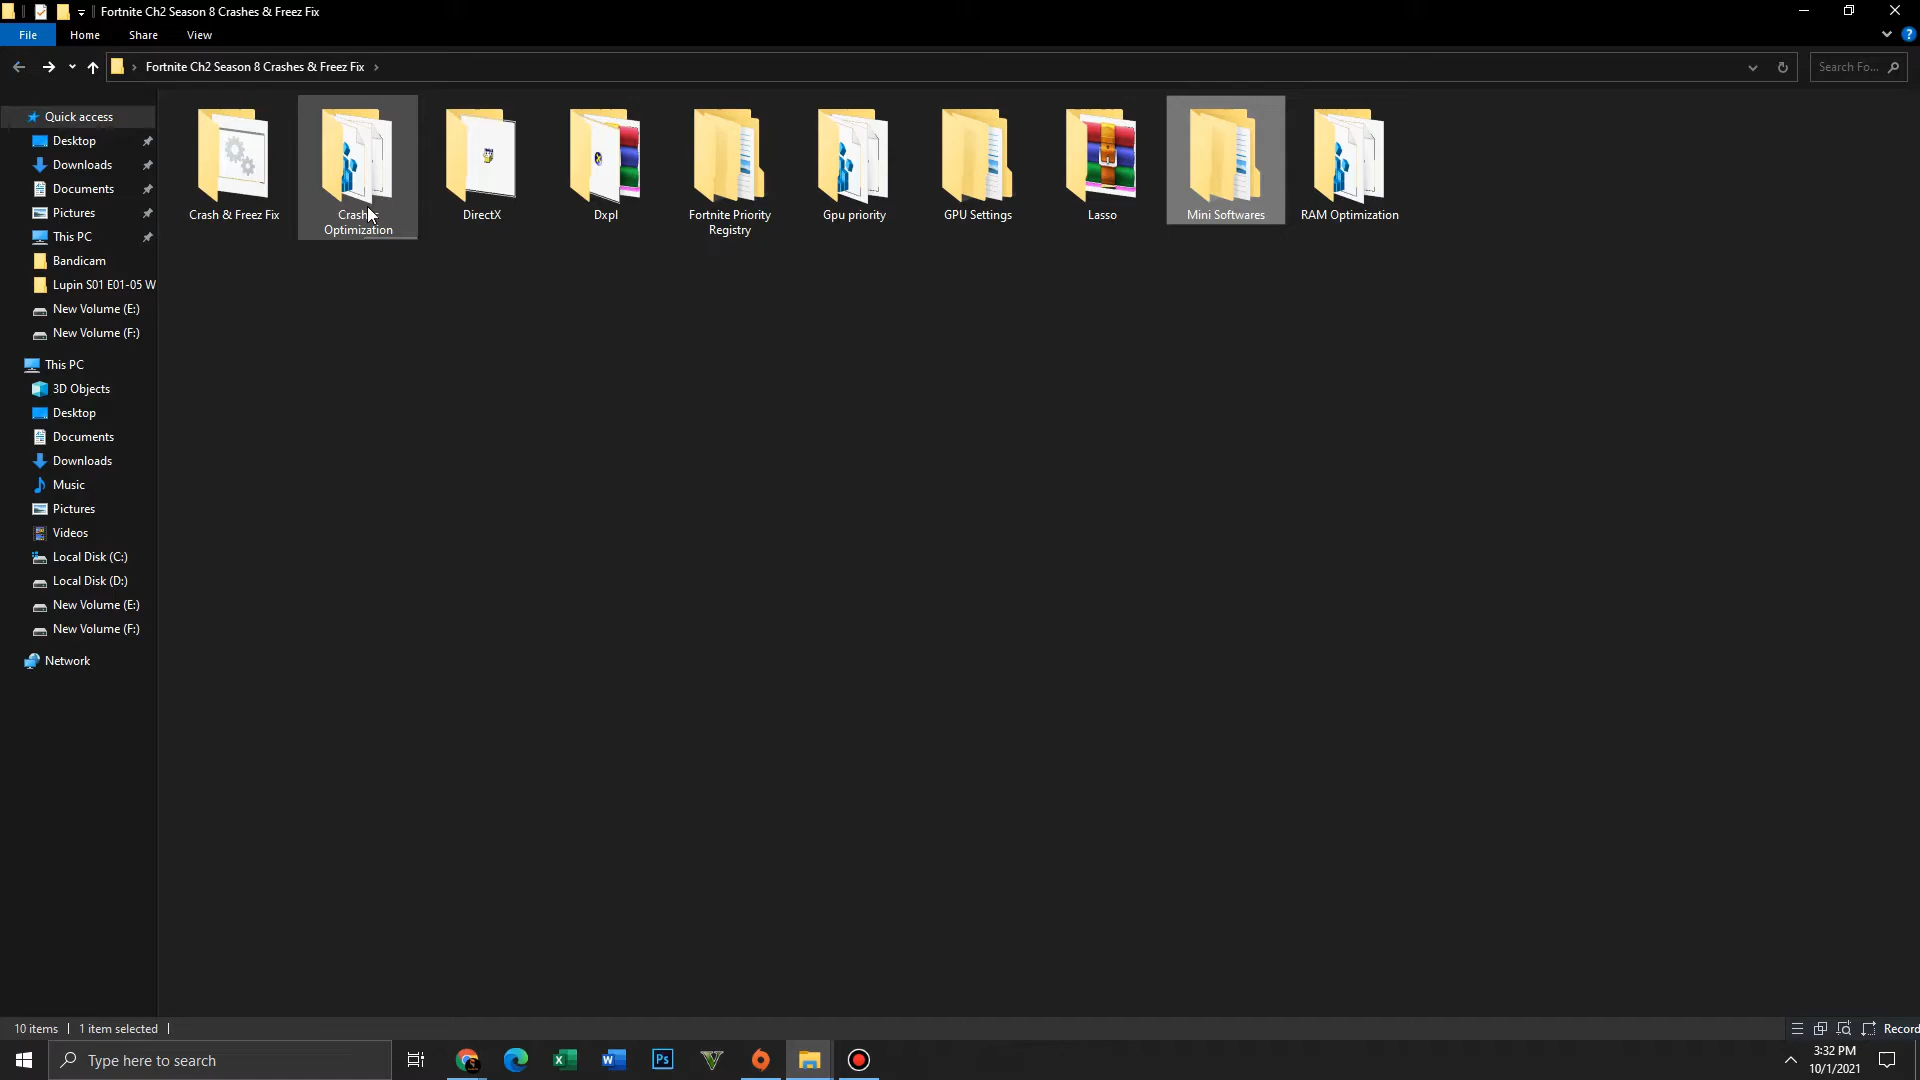 Fortnite Ch2 Season 8 Crashes & Freez Fix
File Home Share View
Fortnite Ch2 Season 8 Crashes & Freez Fix
Search Fo...
Quick access
Desktop
Downloads
Documents
Pictures
This PC
Bandicam
Lupin S01 E01-05 W
New Volume (E:)
New Volume (F:)
This PC
3D Objects
Desktop
Documents
Downloads
Music
Pictures
Videos
Local Disk (C:)
Local Disk (D:)
New Volume (E:)
New Volume (F:)
Network
Crash & Freez Fix
Optimization
DirectX
Dxpl
Fortnite Priority
Registry
Gpu priority
GPU Settings
Lasso
Mini Softwares
RAM Optimization
10 items
1 item selected
Record
Type here to search
3:32 PM
10/1/2021